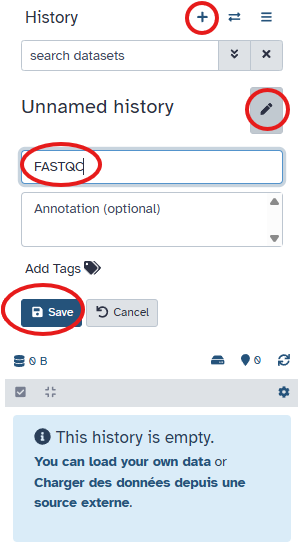 History
search datasets
Unnamed history
FASTQC
Annotation (optional)
Add Tags
Save Cancel
0 B 0
This history is empty.
You can load your own data or
Charger des données depuis une
source externe.